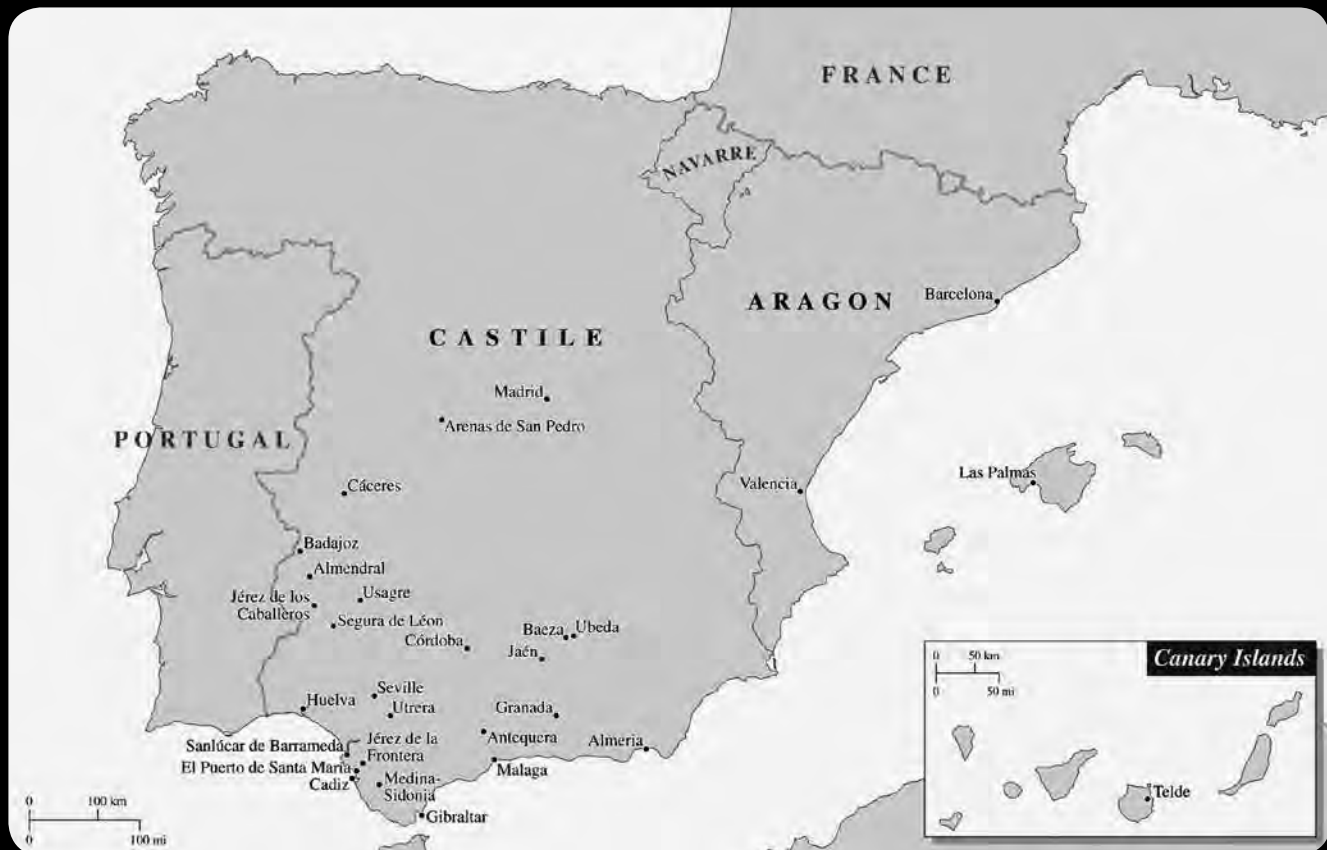 FRANCE
NAVARRE
ARAGON
Barcelona
CASTILE
Madrid
Arenas de San Pedro
PORTUGAL
Las Palmas
Cáceres
Valencia
Badajoz
Almendral
Usagre
Jérez de los
Caballeros
Segura de Léon
Córdoba
Baeza
Ubeda
Jaén
Seville
Huelva
Utrera
Granada
Antequera
Almeria
Sanlúcar de Barrameda
Jérez de la
Frontera
El Puerto de Santa María
Cadiz
Malaga
Medina-
Sidonia
Gibraltar
0 100 km
0 100 mi
Canary Islands
0 50 km
0 50 mi
Telde